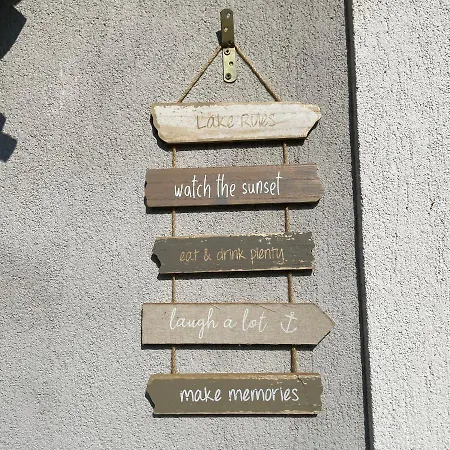 Lake Rules
watch the sunset
eat & drink plenty
laugh a lot
make memories